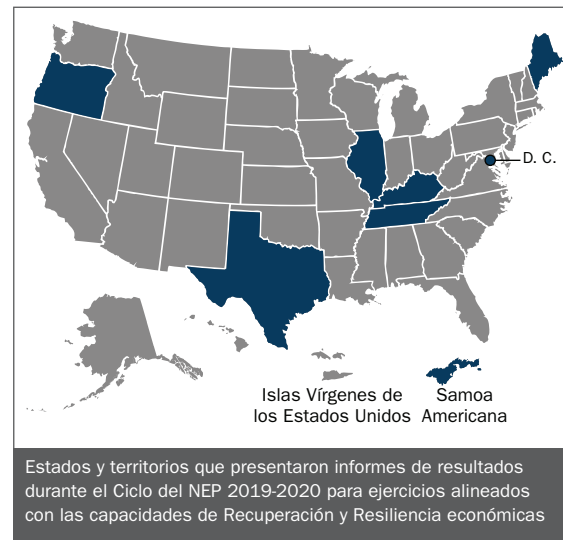 D. C.
Islas Vírgenes de
los Estados Unidos
Samoa
Americana
Estados y territorios que presentaron informes de resultados
durante el Ciclo del NEP 2019-2020 para ejercicios alineados
con las capacidades de Recuperación y Resiliencia económicas